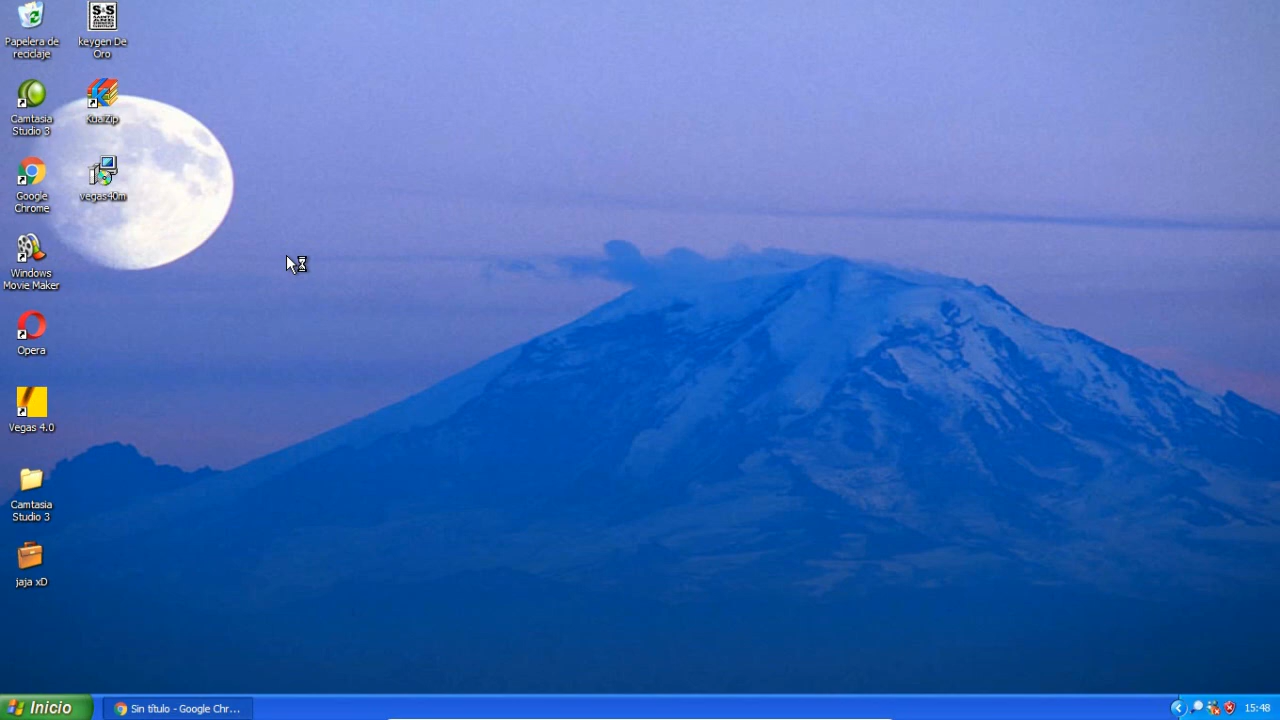 Papelera de
reciclaje
keygen De
Oro
Camtasia
Studio 3
KuaiZip
Google
Chrome
vegas40m
Windows
Movie Maker
Opera
Vegas 4.0
Camtasia
Studio 3
jaja xD
Inicio
Sin título - Google Chr...
15:48